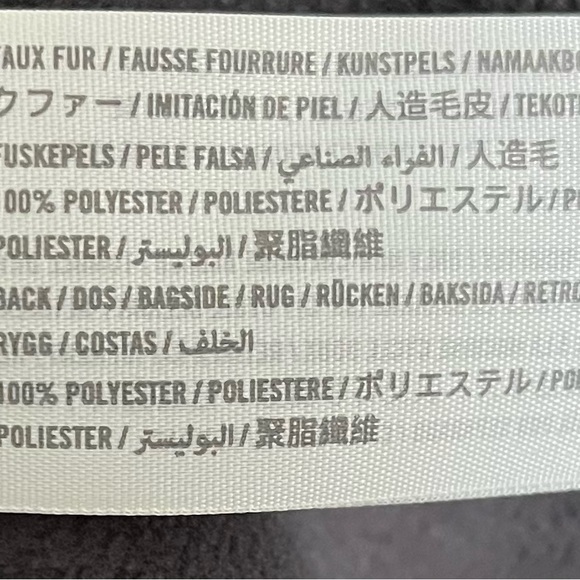 AUX FUR / FAUSSE FOURRURE / KUNSTPELS / NAMAAKBO
クファー / IMITACIÓN DE PIEL / 人造毛皮 / TEKOT
FUSKEPELS / PELE FALSA / الفراء الصناعي / 人造毛
100% POLYESTER / POLIESTERE / ポリエステル / P
POLIESTER / البوليستر / 聚脂纖維
BACK / DOS / BAGSIDE / RUG / RÜCKEN / BAKSIDA / RETRO
RYGG / COSTAS / الخلف
100% POLYESTER / POLIESTERE / ポリエステル / PO
POLIESTER / البوليستر / 聚脂纖維